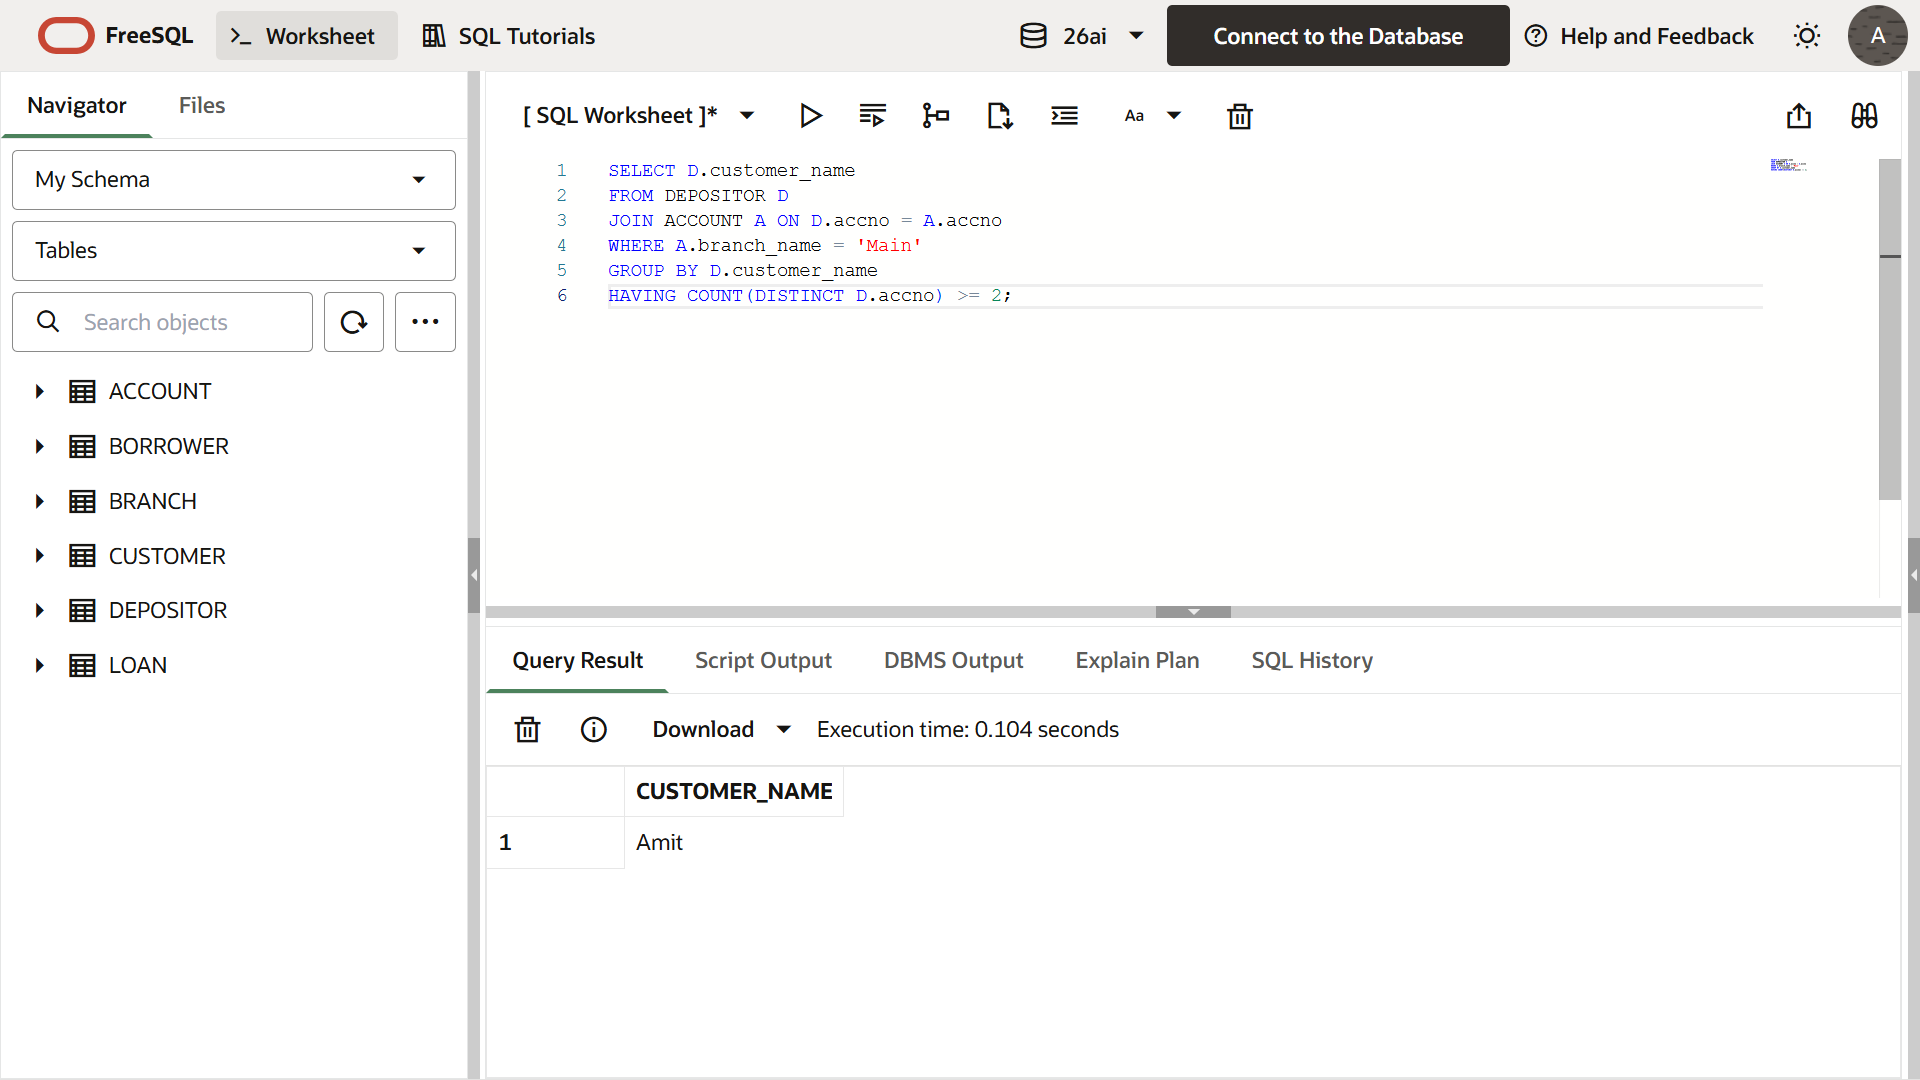 FreeSQL
Worksheet
SQL Tutorials
26ai
Connect to the Database
Help and Feedback
A
Navigator
Files
My Schema
Tables
Search objects
ACCOUNT
BORROWER
BRANCH
CUSTOMER
DEPOSITOR
LOAN
[ SQL Worksheet ]*
Aa
1 SELECT D.customer_name
2 FROM DEPOSITOR D
3 JOIN ACCOUNT A ON D.accno = A.accno
4 WHERE A.branch_name = 'Main'
5 GROUP BY D.customer_name
6 HAVING COUNT(DISTINCT D.accno) >= 2;
Query Result
Script Output
DBMS Output
Explain Plan
SQL History
Download
Execution time: 0.104 seconds
CUSTOMER_NAME
1 Amit